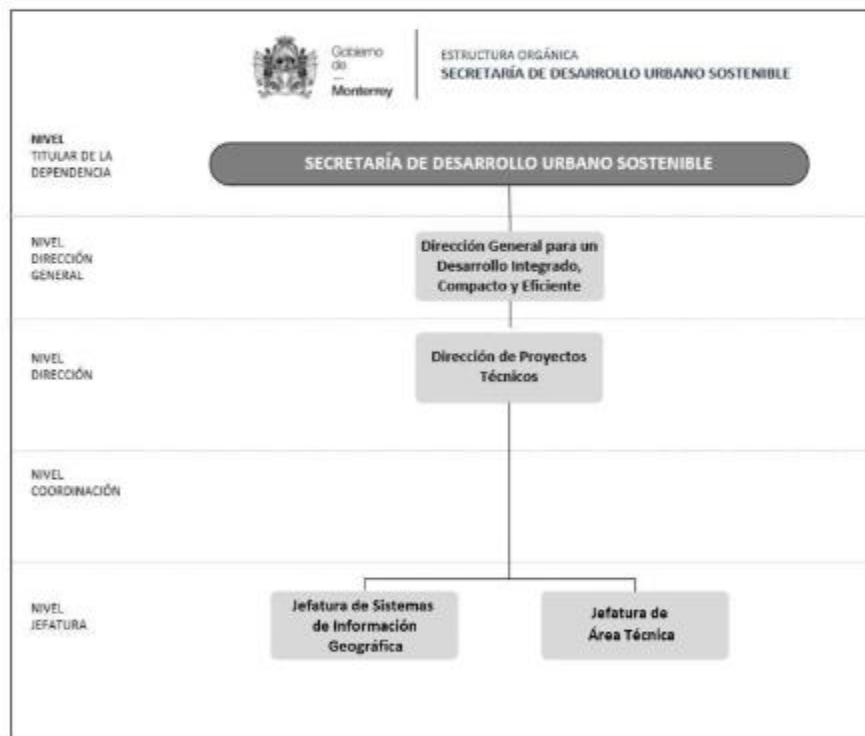 Gobierno
de
—
Monterrey
ESTRUCTURA ORGÁNICA
SECRETARÍA DE DESARROLLO URBANO SOSTENIBLE
NIVEL
TITULAR DE LA
DEPENDENCIA
SECRETARÍA DE DESARROLLO URBANO SOSTENIBLE
NIVEL
DIRECCIÓN
GENERAL
Dirección General para un
Desarrollo Integrado,
Compacto y Eficiente
NIVEL
DIRECCIÓN
Dirección de Proyectos
Técnicos
NIVEL
COORDINACIÓN
NIVEL
JEFATURA
Jefatura de Sistemas
de Información
Geográfica
Jefatura de
Área Técnica